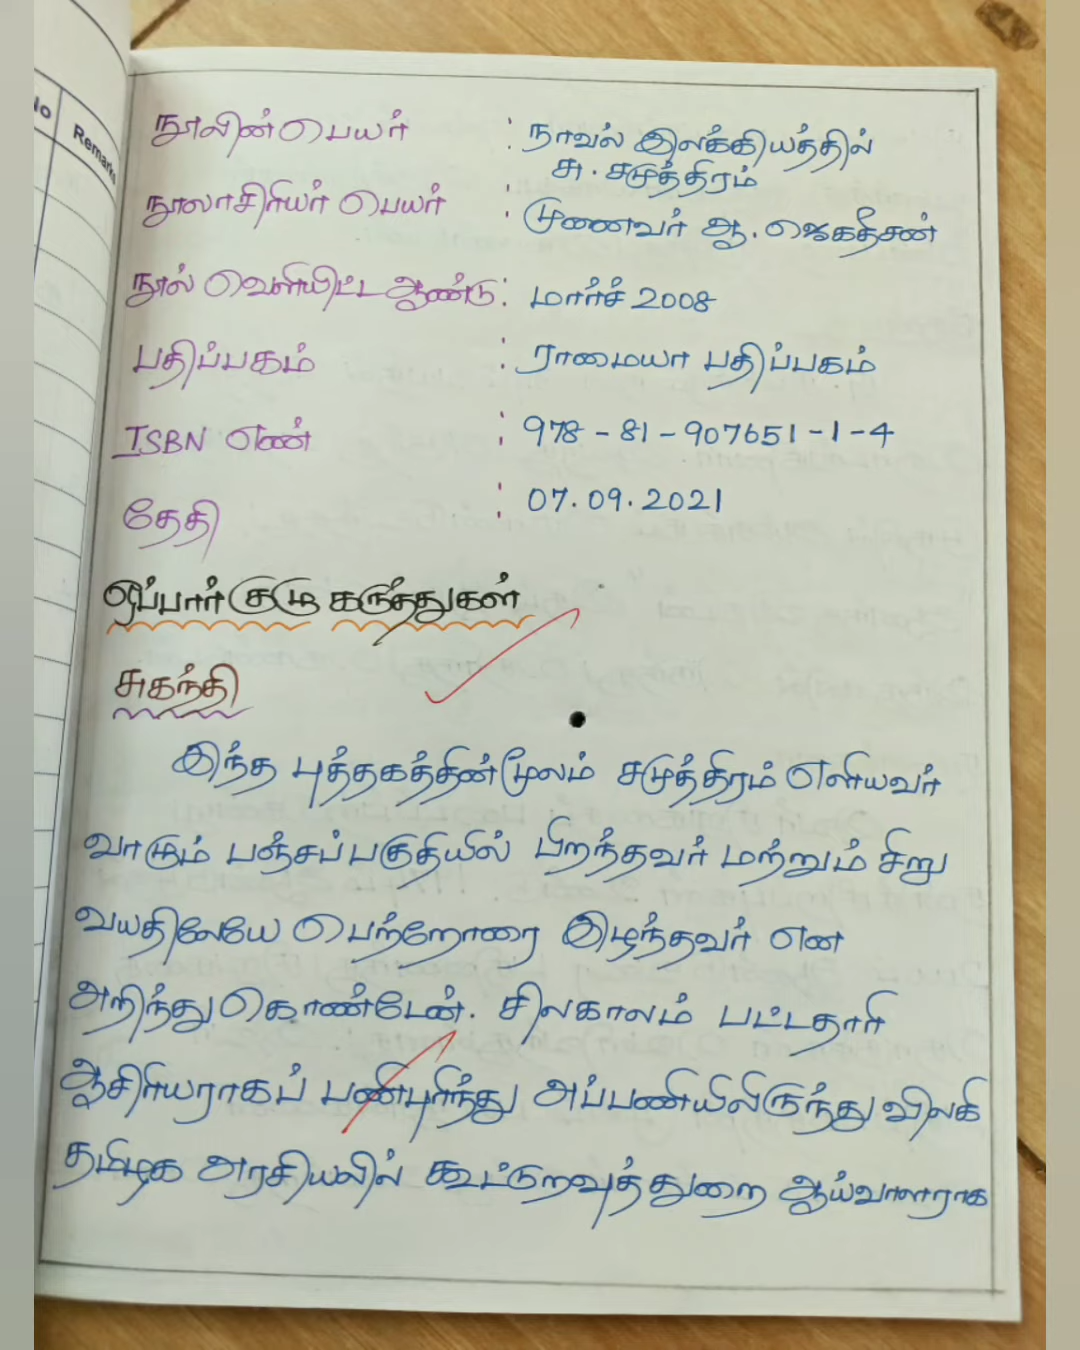 No
Remarks
நூலின் பெயர் : நாவல் இலக்கியத்தில்
சு. சமுத்திரம்
நூலாசிரியர் பெயர் : முனைவர் ஆ. ஜெகதீசன்
நூல் வெளியிட்ட ஆண்டு : மார்ச் 2008
பதிப்பகம் : ராமையா பதிப்பகம்
ISBN எண் : 978 - 81 - 907651 - 1 - 4
தேதி : 07.09.2021
ஒப்பார் குழு கருத்துகள்
சுகந்தி
இந்த புத்தகத்தின் மூலம் சமுத்திரம் எளியவர்
வாழும் பஞ்சப்பகுதியில் பிறந்தவர் மற்றும் சிறு
வயதிலேயே பெற்றோரை இழந்தவர் என
அறிந்து கொண்டேன். சிலகாலம் பட்டதாரி
ஆசிரியராகப் பணிபுரிந்து அப்பணியிலிருந்து விலகி
தமிழக அரசியலில் கூட்டுறவுத் துறை ஆய்வாளராக